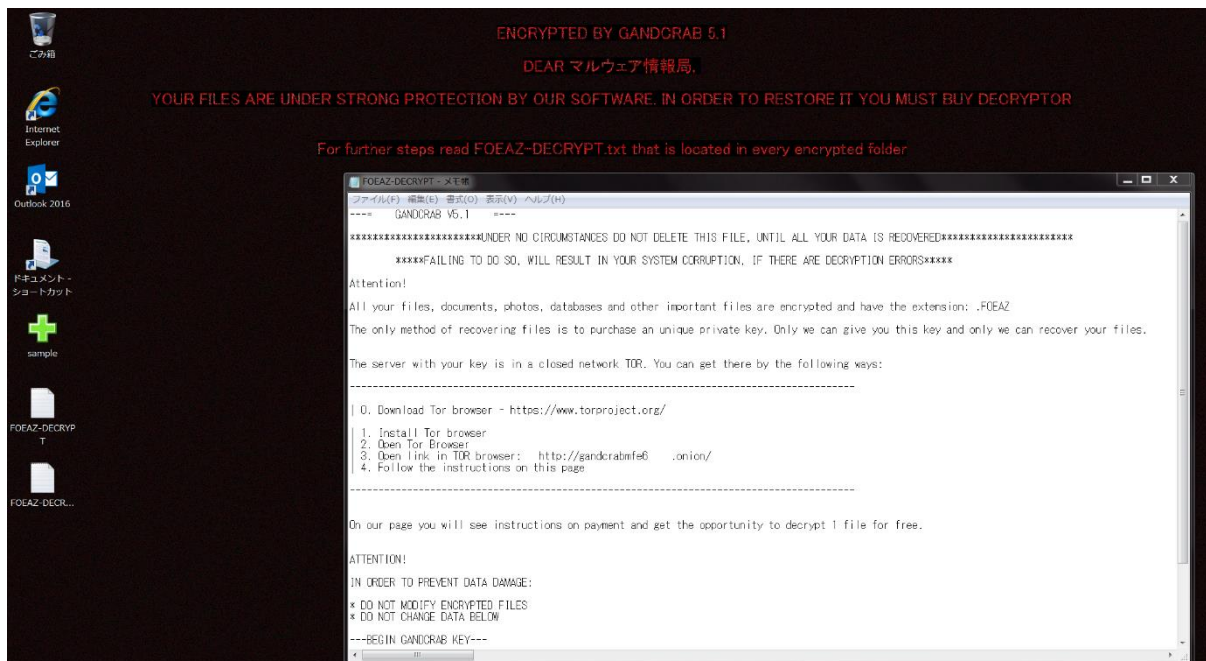 ごみ箱
Internet
Explorer
Outlook 2016
ドキュメント -
ショートカット
sample
FOEAZ-DECRYP
T
FOEAZ-DECR...
ENCRYPTED BY GANDCRAB 5.1
DEAR マルウェア情報局,
YOUR FILES ARE UNDER STRONG PROTECTION BY OUR SOFTWARE. IN ORDER TO RESTORE IT YOU MUST BUY DECRYPTOR
For further steps read FOEAZ-DECRYPT.txt that is located in every encrypted folder
FOEAZ-DECRYPT - メモ帳
ファイル(F) 編集(E) 書式(O) 表示(V) ヘルプ(H)
---= GANDCRAB V5.1 =---
***********************UNDER NO CIRCUMSTANCES DO NOT DELETE THIS FILE, UNTIL ALL YOUR DATA IS RECOVERED***********************
*****FAILING TO DO SO, WILL RESULT IN YOUR SYSTEM CORRUPTION, IF THERE ARE DECRYPTION ERRORS*****
Attention!
All your files, documents, photos, databases and other important files are encrypted and have the extension: .FOEAZ
The only method of recovering files is to purchase an unique private key. Only we can give you this key and only we can recover your files.
The server with your key is in a closed network TOR. You can get there by the following ways:
----------------------------------------------------------------------------------------
| 0. Download Tor browser - https://www.torproject.org/
| 1. Install Tor browser
| 2. Open Tor Browser
| 3. Open link in TOR browser: http://gandcrabmfe6 .onion/
| 4. Follow the instructions on this page
----------------------------------------------------------------------------------------
On our page you will see instructions on payment and get the opportunity to decrypt 1 file for free.
ATTENTION!
IN ORDER TO PREVENT DATA DAMAGE:
* DO NOT MODIFY ENCRYPTED FILES
* DO NOT CHANGE DATA BELOW
---BEGIN GANDCRAB KEY---